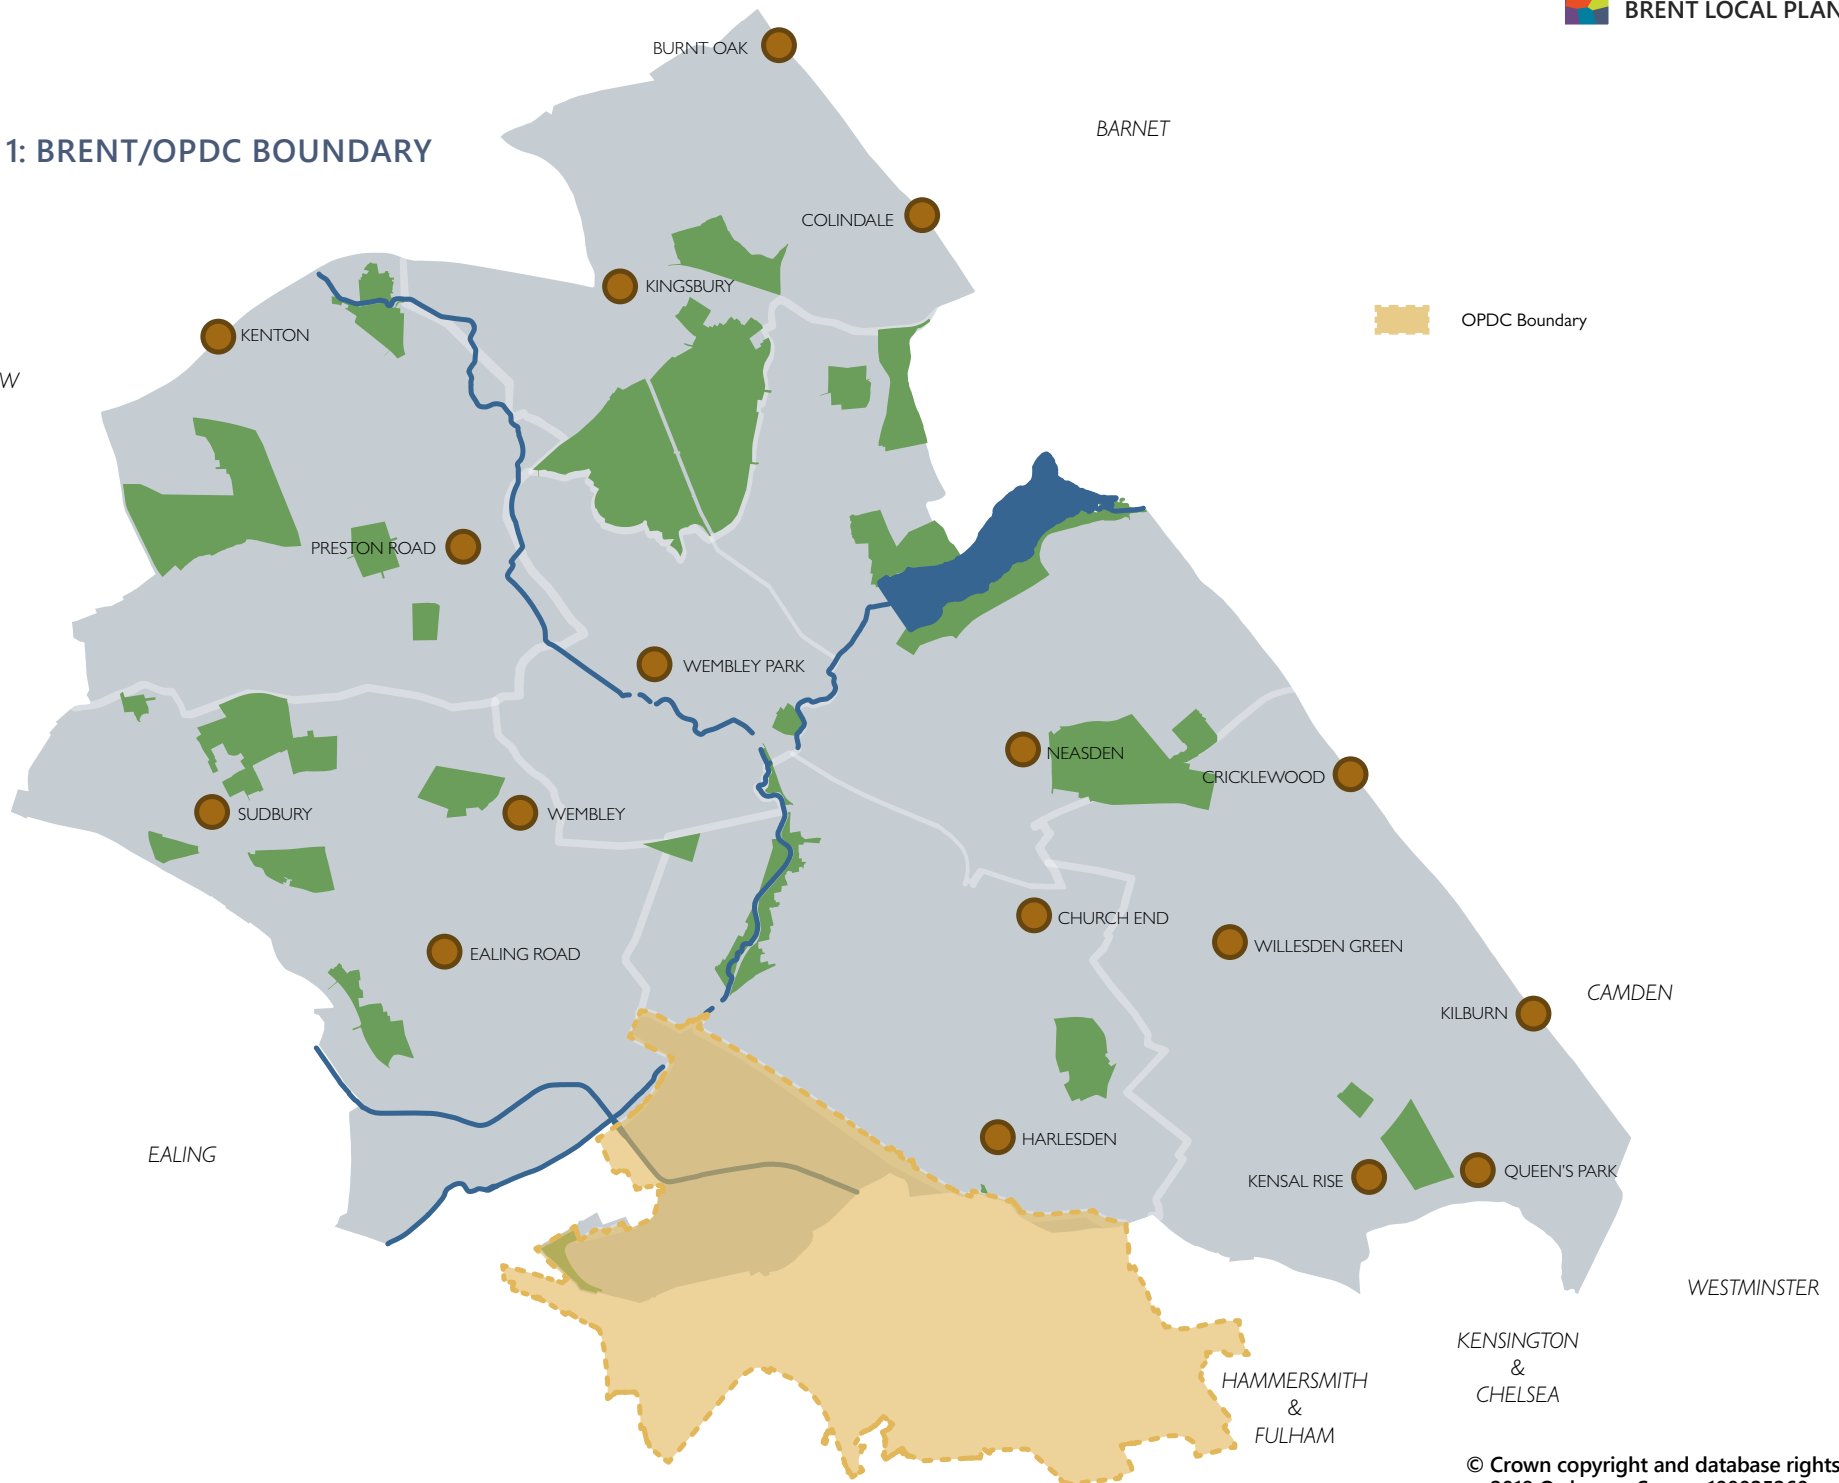 BRENT LOCAL PLAN
BURNT OAK
BARNET
1: BRENT/OPDC BOUNDARY
COLINDALE
KINGSBURY
OPDC Boundary
KENTON
W
PRESTON ROAD
WEMBLEY PARK
NEASDEN
CRICKLEWOOD
SUDBURY
WEMBLEY
CHURCH END
WILLESDEN GREEN
EALING ROAD
CAMDEN
KILBURN
HARLESDEN
EALING
QUEEN'S PARK
KENSAL RISE
WESTMINSTER
KENSINGTON
&
CHELSEA
HAMMERSMITH
&
FULHAM
© Crown copyright and database rights